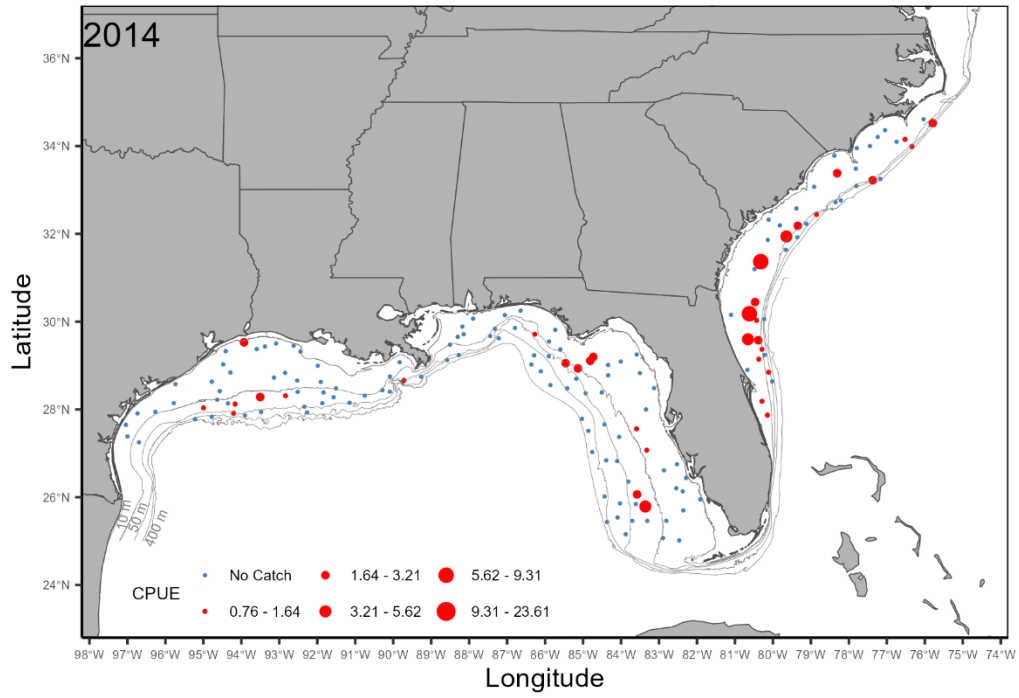 2014
36°N
34°N
32°N
30°N
28°N
26°N
24°N
Latitude
10 m
50 m
400 m
CPUE
No Catch
1.64 - 3.21
5.62 - 9.31
0.76 - 1.64
3.21 - 5.62
9.31 - 23.61
98°W 97°W 96°W 95°W 94°W 93°W 92°W 91°W 90°W 89°W 88°W 87°W 86°W 85°W 84°W 83°W 82°W 81°W 80°W 79°W 78°W 77°W 76°W 75°W 74°W
Longitude